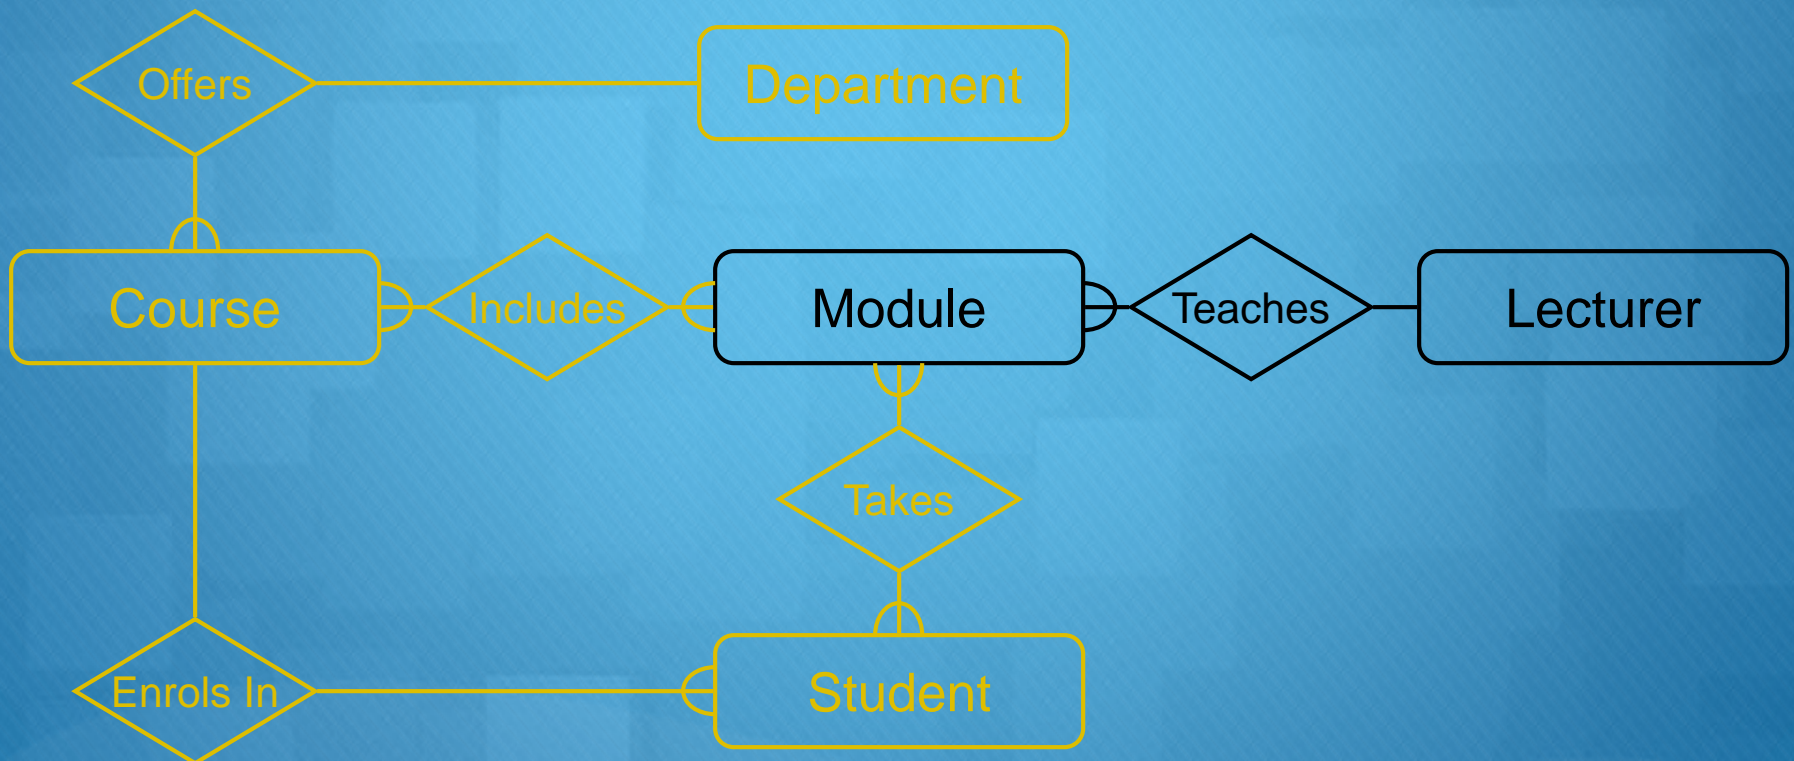 Offers
Department
Course
Includes
Module
Teaches
Lecturer
Takes
Enrols In
Student